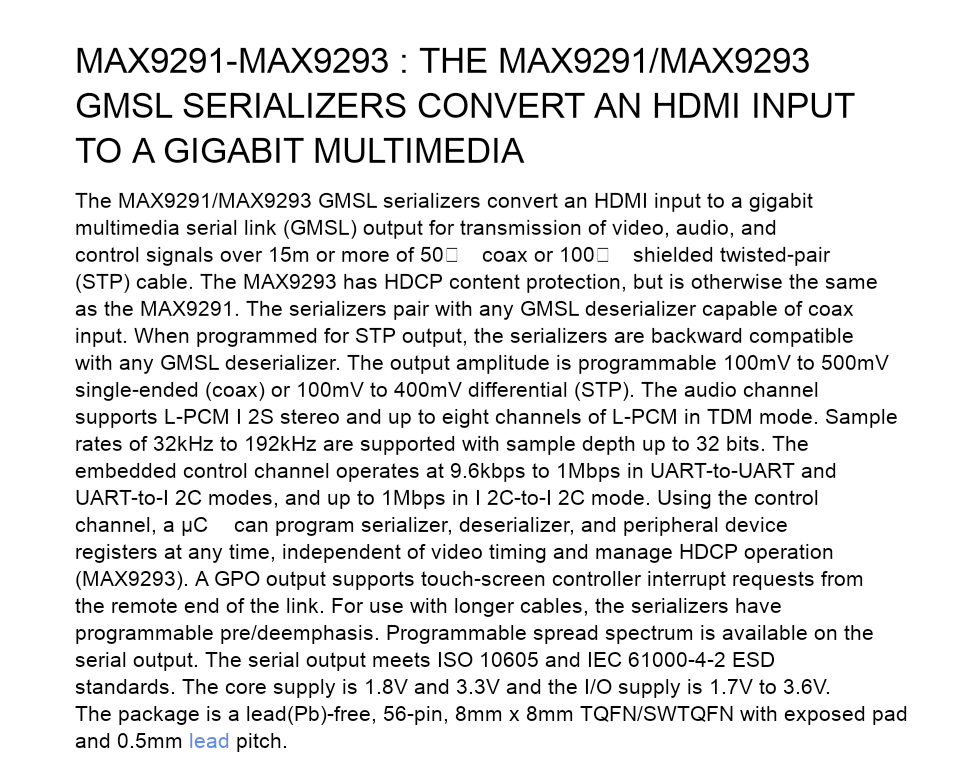 MAX9291-MAX9293 : THE MAX9291/MAX9293
GMSL SERIALIZERS CONVERT AN HDMI INPUT
TO A GIGABIT MULTIMEDIA
The MAX9291/MAX9293 GMSL serializers convert an HDMI input to a gigabit
multimedia serial link (GMSL) output for transmission of video, audio, and
control signals over 15m or more of 50□ coax or 100□ shielded twisted-pair
(STP) cable. The MAX9293 has HDCP content protection, but is otherwise the same
as the MAX9291. The serializers pair with any GMSL deserializer capable of coax
input. When programmed for STP output, the serializers are backward compatible
with any GMSL deserializer. The output amplitude is programmable 100mV to 500mV
single-ended (coax) or 100mV to 400mV differential (STP). The audio channel
supports L-PCM I 2S stereo and up to eight channels of L-PCM in TDM mode. Sample
rates of 32kHz to 192kHz are supported with sample depth up to 32 bits. The
embedded control channel operates at 9.6kbps to 1Mbps in UART-to-UART and
UART-to-I 2C modes, and up to 1Mbps in I 2C-to-I 2C mode. Using the control
channel, a µC can program serializer, deserializer, and peripheral device
registers at any time, independent of video timing and manage HDCP operation
(MAX9293). A GPO output supports touch-screen controller interrupt requests from
the remote end of the link. For use with longer cables, the serializers have
programmable pre/deemphasis. Programmable spread spectrum is available on the
serial output. The serial output meets ISO 10605 and IEC 61000-4-2 ESD
standards. The core supply is 1.8V and 3.3V and the I/O supply is 1.7V to 3.6V.
The package is a lead(Pb)-free, 56-pin, 8mm x 8mm TQFN/SWTQFN with exposed pad
and 0.5mm lead pitch.